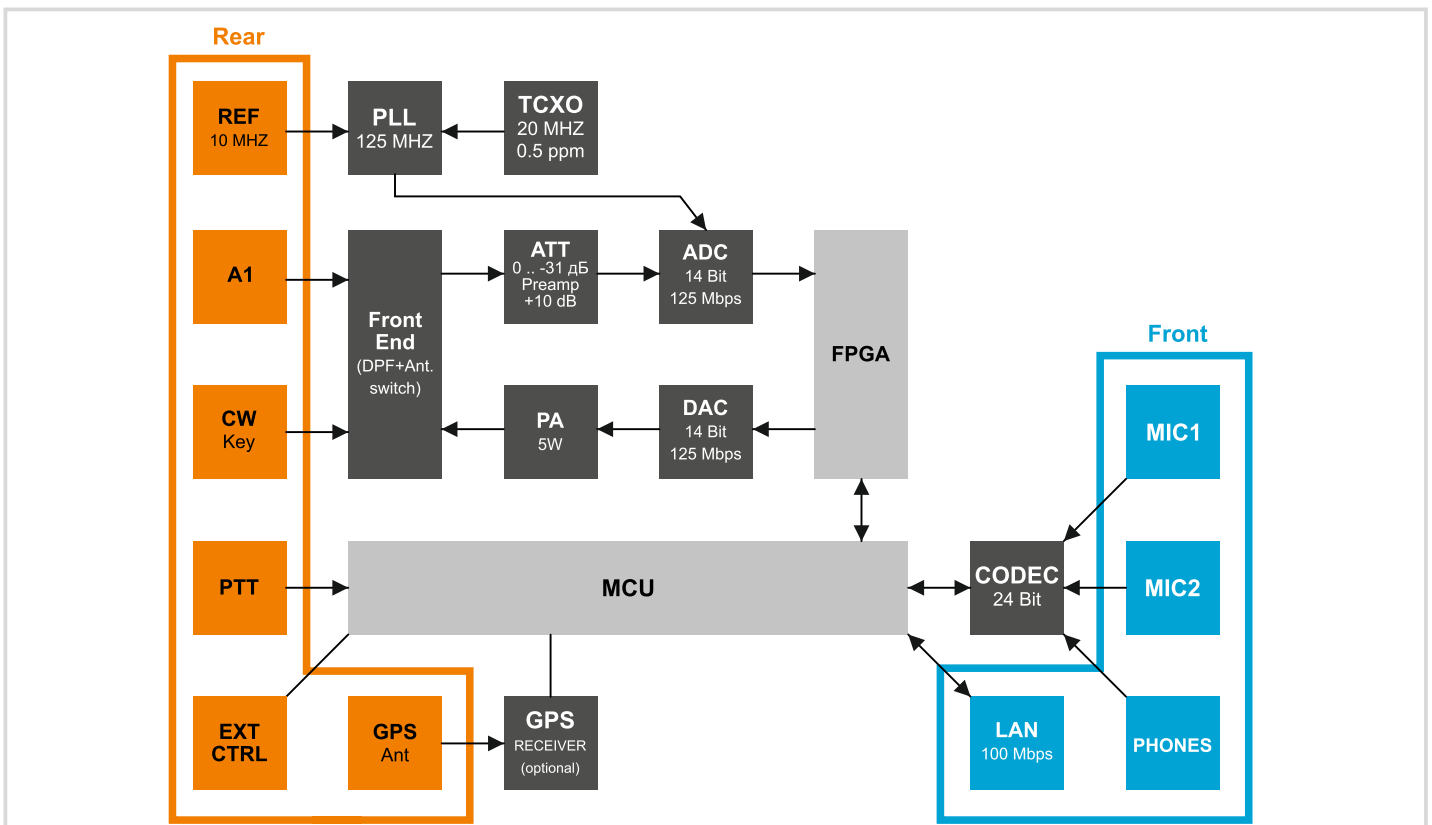 Rear
REF
10 MHZ
PLL
125 MHZ
TCXO
20 MHZ
0.5 ppm
A1
Front
End
(DPF+Ant.
switch)
ATT
0 .. -31 дБ
Preamp
+10 dB
ADC
14 Bit
125 Mbps
FPGA
CW
Key
PA
5W
DAC
14 Bit
125 Mbps
Front
MIC1
PTT
MCU
CODEC
24 Bit
MIC2
EXT
CTRL
GPS
Ant
GPS
RECEIVER
(optional)
LAN
100 Mbps
PHONES